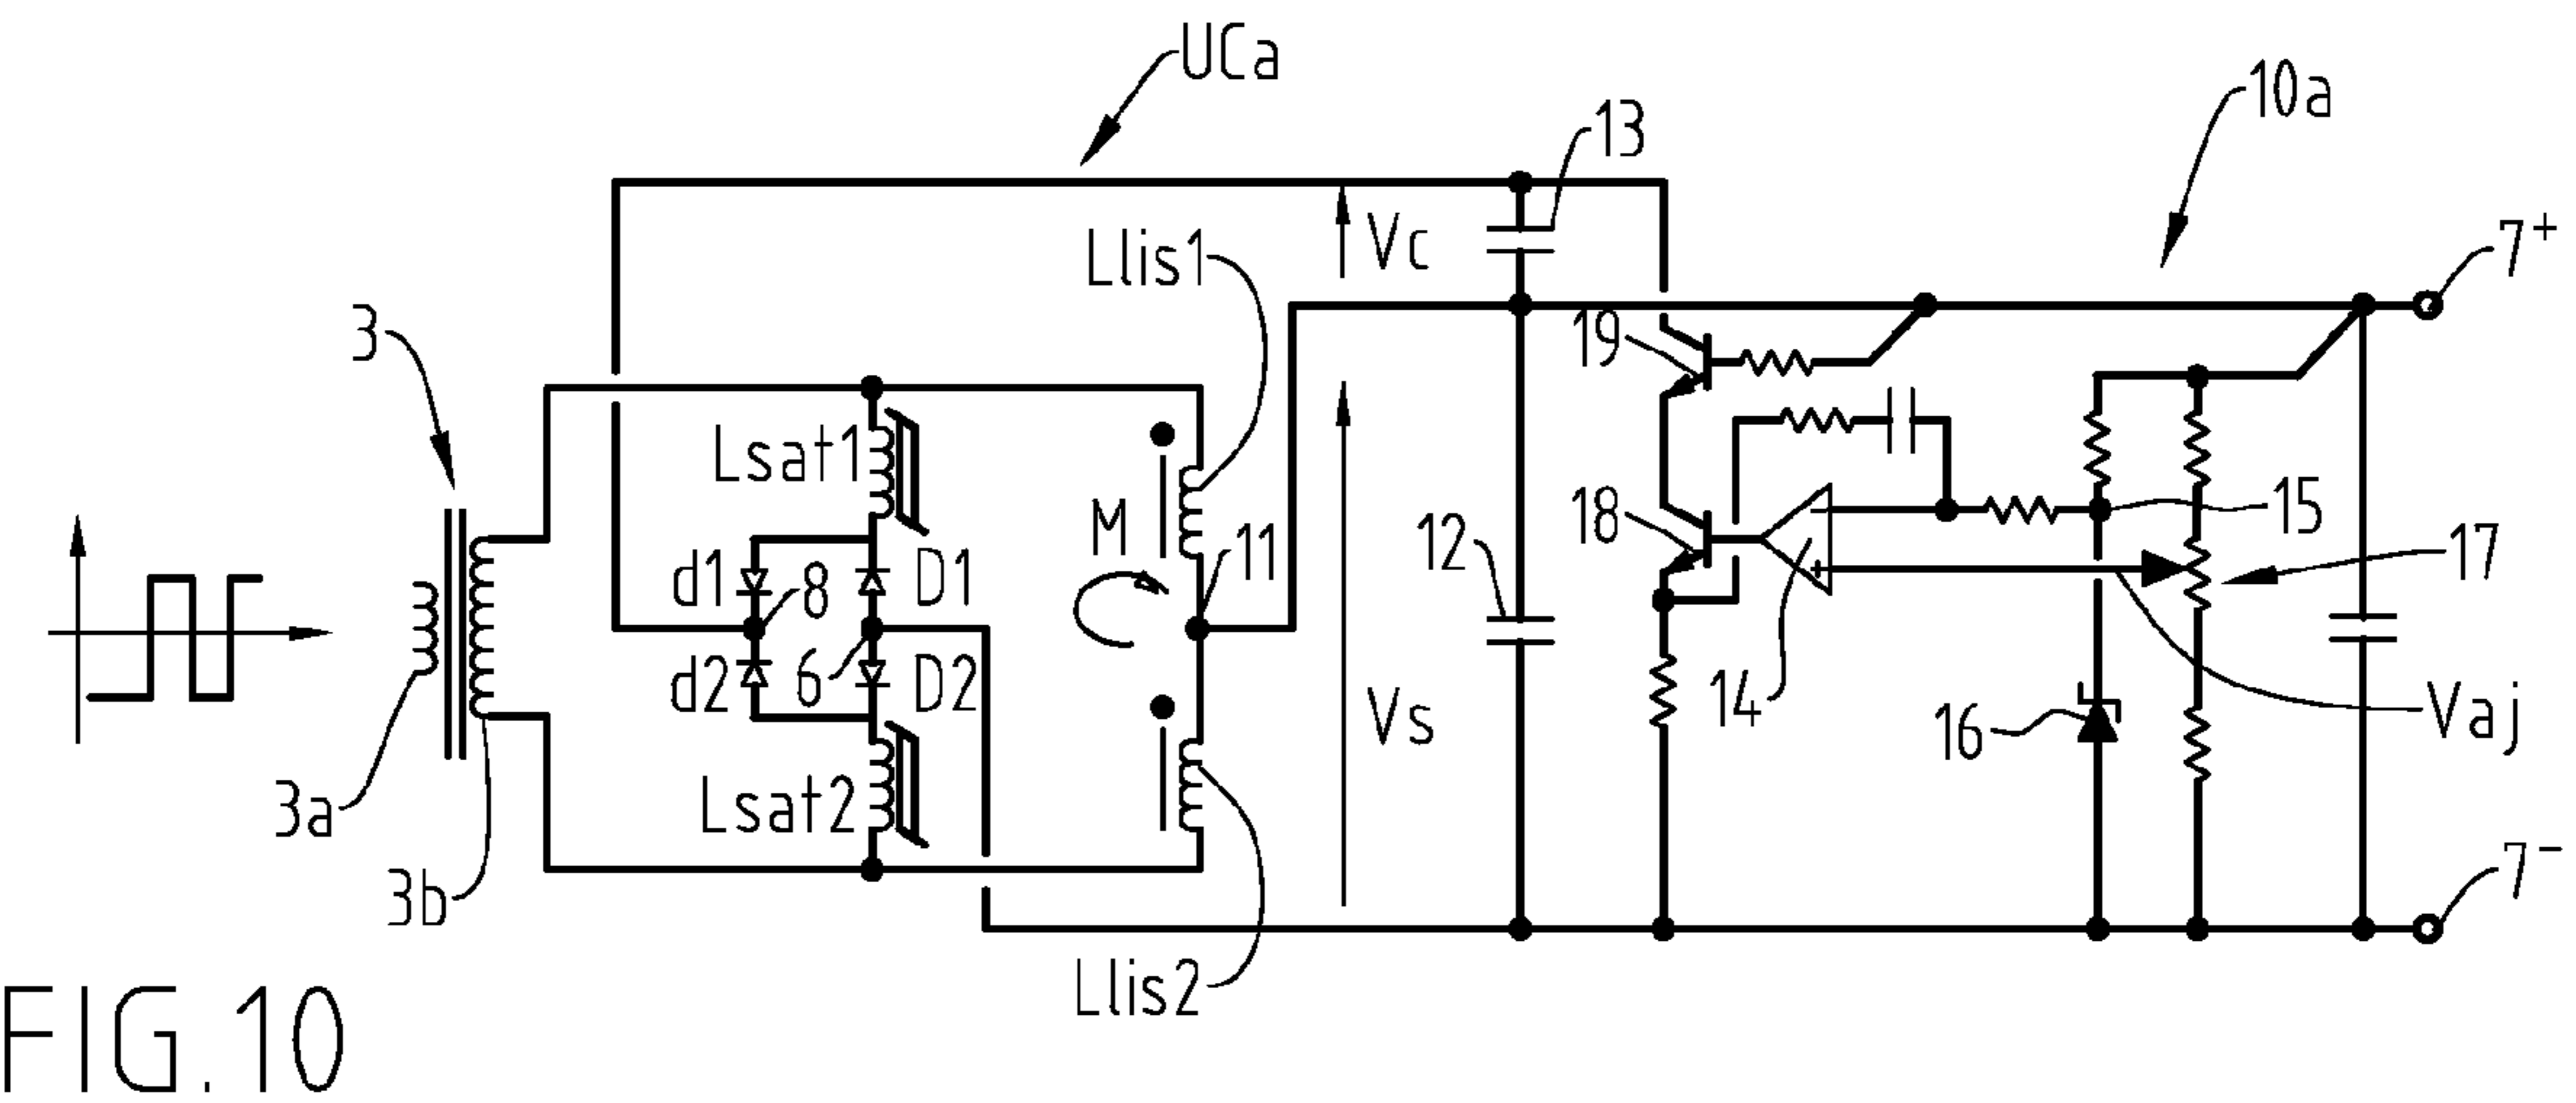 UCa
10a
13
7+
Vc
Llis1
3
19
Lsat1
M
18
15
12
11
17
d1
8
D1
d2
6
D2
14
Vs
16
Vaj
Lsat2
3a
3b
7-
Llis2
FIG.10